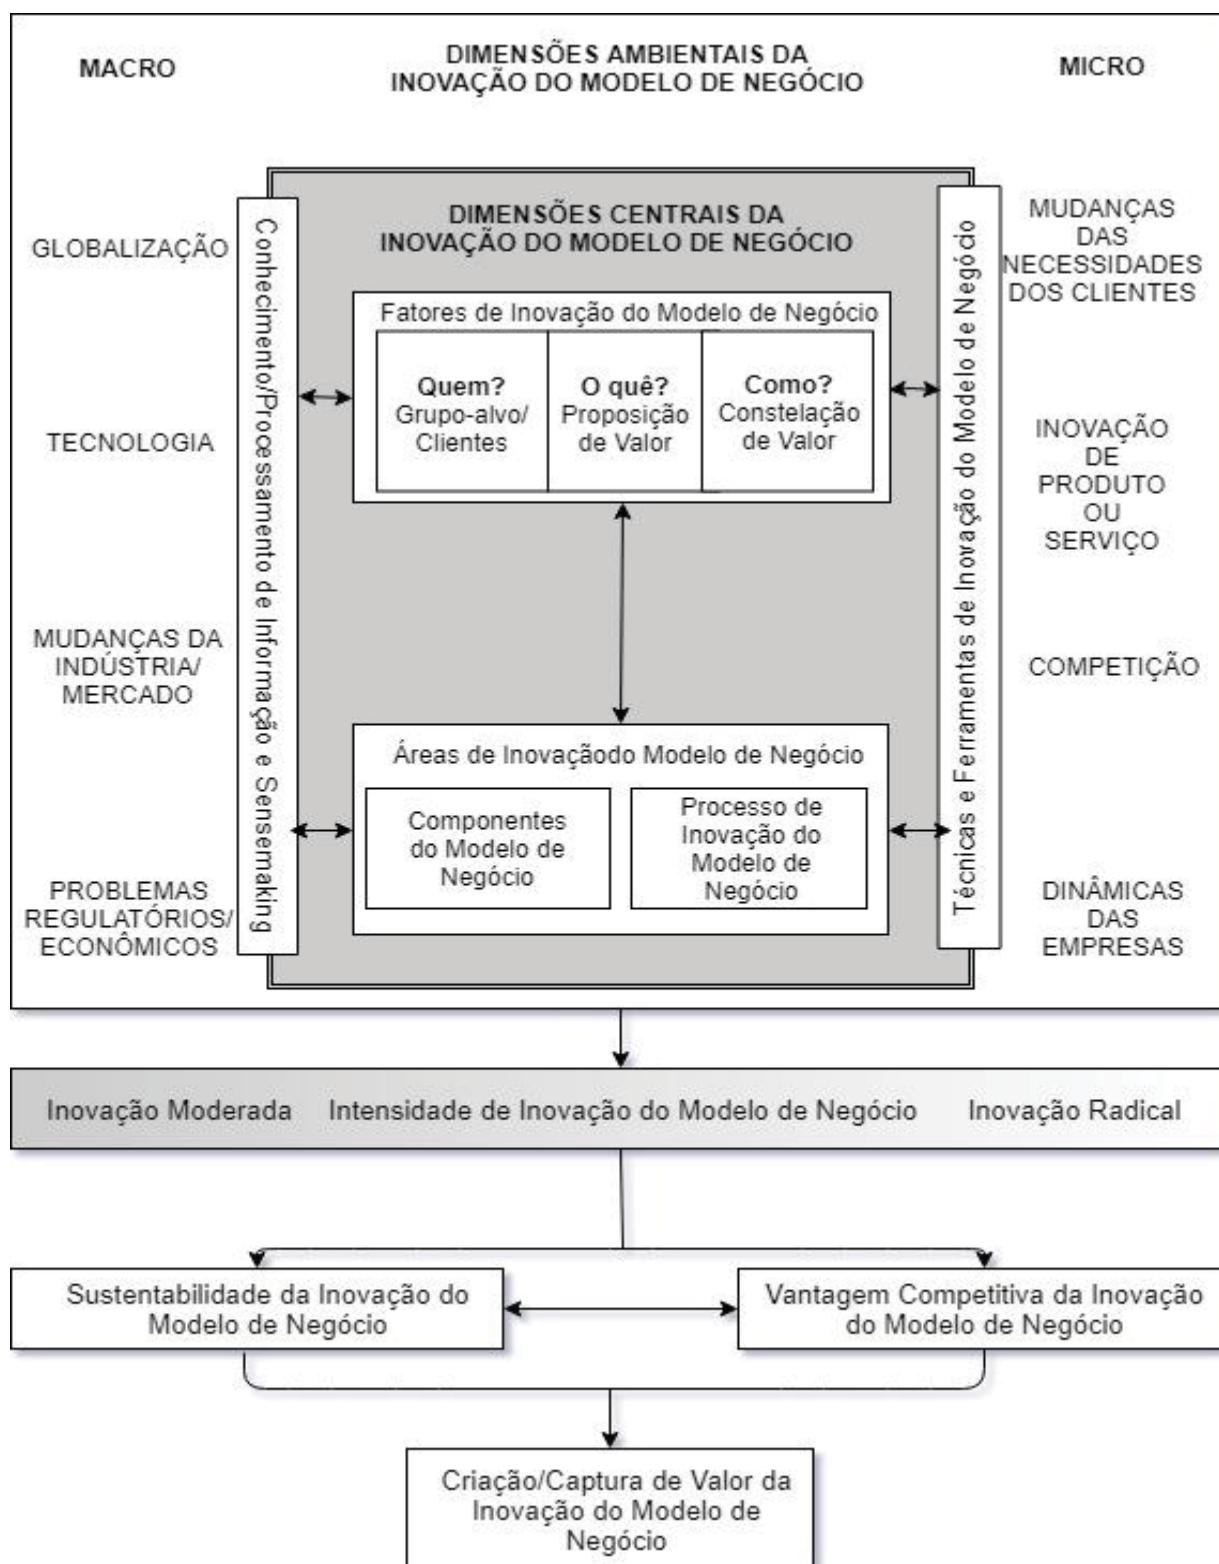 MACRO
DIMENSÕES AMBIENTAIS DA
INOVAÇÃO DO MODELO DE NEGÓCIO
MICRO
GLOBALIZAÇÃO
TECNOLOGIA
MUDANÇAS DA
INDÚSTRIA/
MERCADO
PROBLEMAS
REGULATÓRIOS/
ECONÔMICOS
Conhecimento/Processamento de Informação e Sensemaking
DIMENSÕES CENTRAIS DA
INOVAÇÃO DO MODELO DE NEGÓCIO
Fatores de Inovação do Modelo de Negócio
Quem?
Grupo-alvo/
Clientes
O quê?
Proposição
de Valor
Como?
Constelação
de Valor
Áreas de Inovaçãodo Modelo de Negócio
Componentes
do Modelo de
Negócio
Processo de
Inovação do
Modelo de
Negócio
Técnicas e Ferramentas de Inovação do Modelo de Negócio
MUDANÇAS
DAS
NECESSIDADES
DOS CLIENTES
INOVAÇÃO
DE
PRODUTO
OU
SERVIÇO
COMPETIÇÃO
DINÂMICAS
DAS
EMPRESAS
Inovação Moderada
Intensidade de Inovação do Modelo de Negócio
Inovação Radical
Sustentabilidade da Inovação do
Modelo de Negócio
Vantagem Competitiva da Inovação
do Modelo de Negócio
Criação/Captura de Valor da
Inovação do Modelo de
Negócio